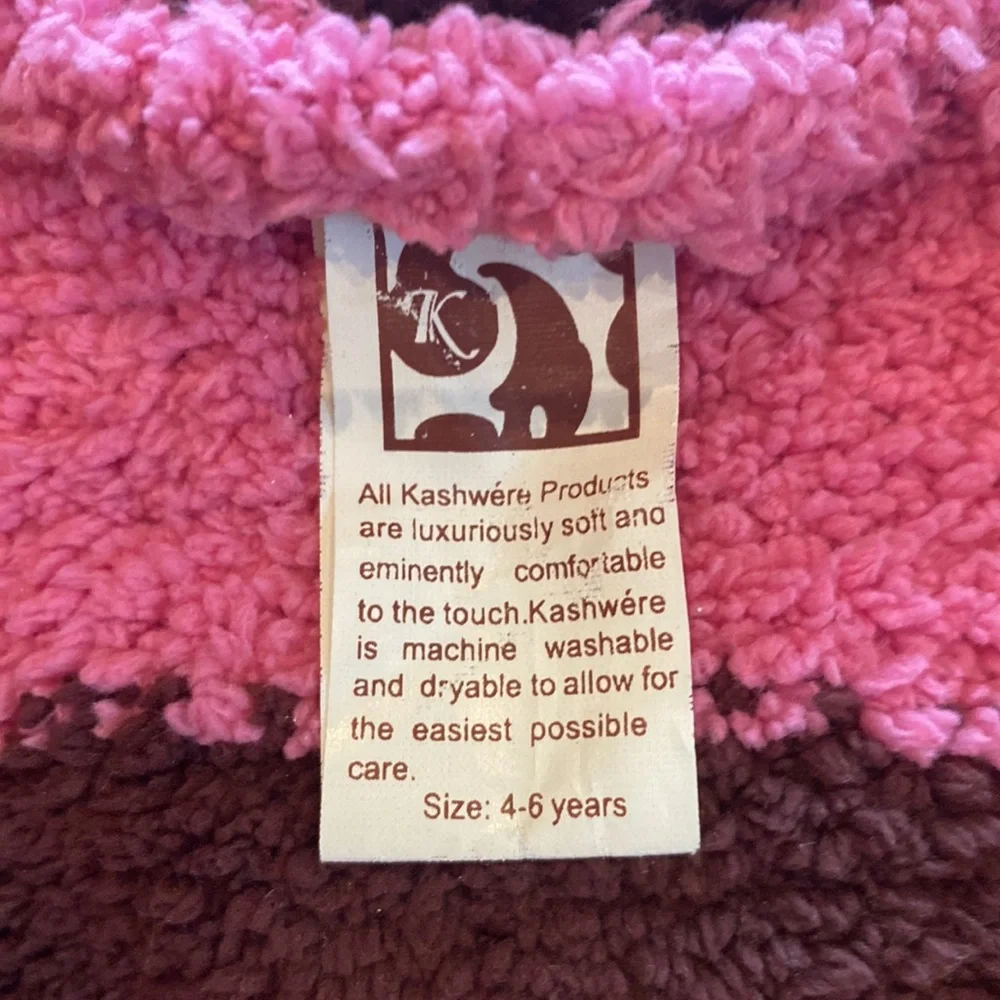 K
All Kashwére Products
are luxuriously soft and
eminently comfortable
to the touch.Kashwére
is machine washable
and dryable to allow for
the easiest possible
care.
Size: 4-6 years